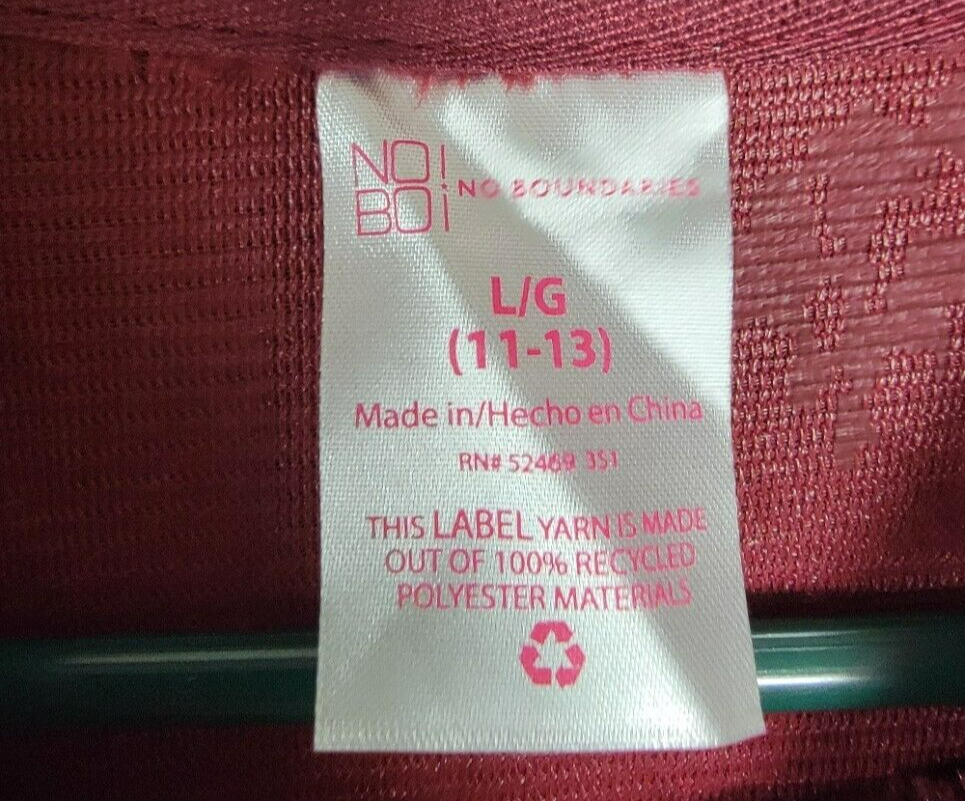 NO!
BO¡
NO BOUNDARIES
L/G
(11-13)
Made in/Hecho en China
RN# 52469 3S1
THIS LABEL YARN IS MADE
OUT OF 100% RECYCLED
POLYESTER MATERIALS